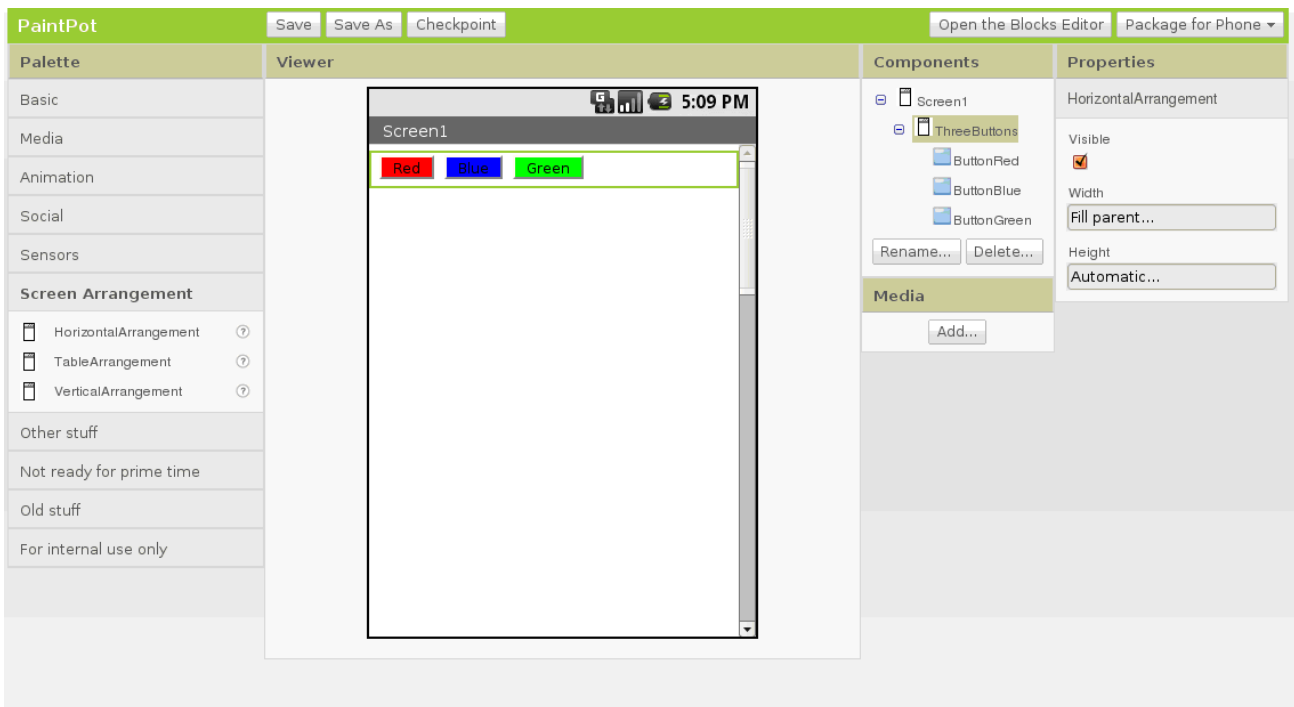 PaintPot
Save Save As Checkpoint Open the Blocks Editor Package for Phone
Palette
Basic
Media
Animation
Social
Sensors
Screen Arrangement
HorizontalArrangement ?
TableArrangement ?
VerticalArrangement ?
Other stuff
Not ready for prime time
Old stuff
For internal use only
Viewer
G 5:09 PM
Screen1
Red Blue Green
Components
Screen1
ThreeButtons
ButtonRed
ButtonBlue
ButtonGreen
Rename... Delete...
Media
Add...
Properties
HorizontalArrangement
Visible
Width
Fill parent...
Height
Automatic...